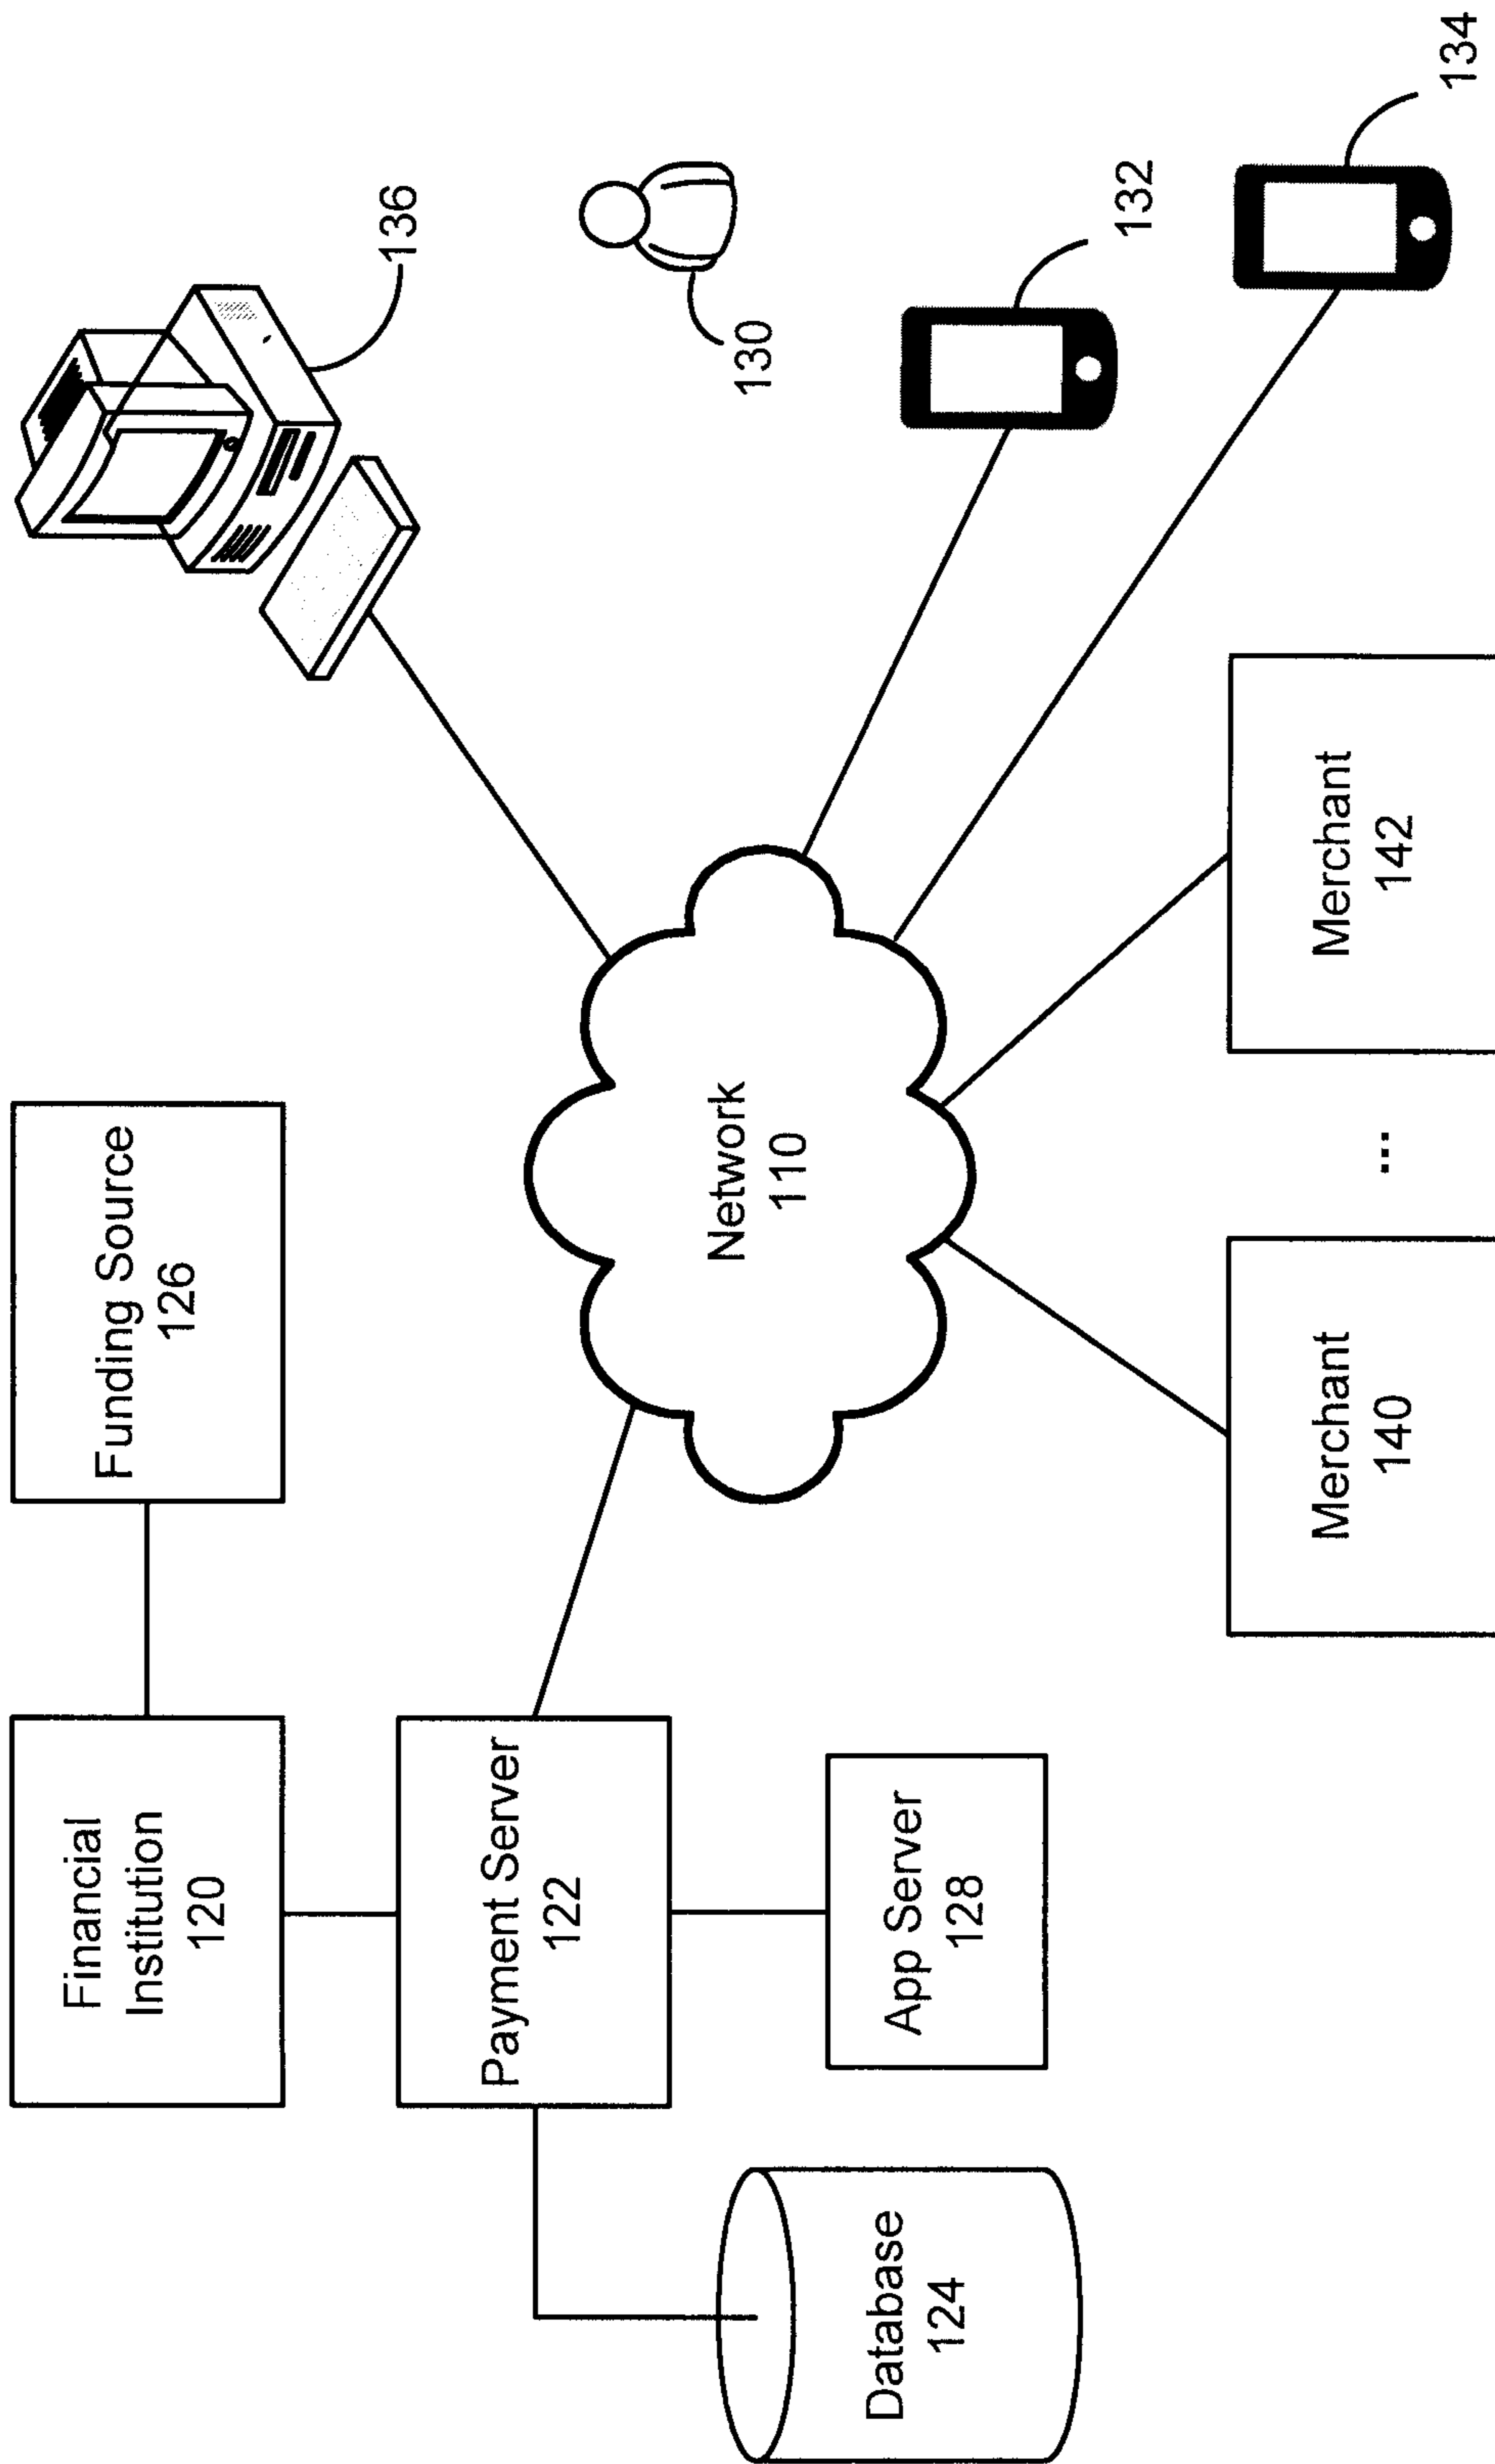 Financial
Institution
120
Funding Source
126
136
Payment Server
122
130
Network
110
132
Database
124
App Server
128
134
Merchant
140
...
Merchant
142